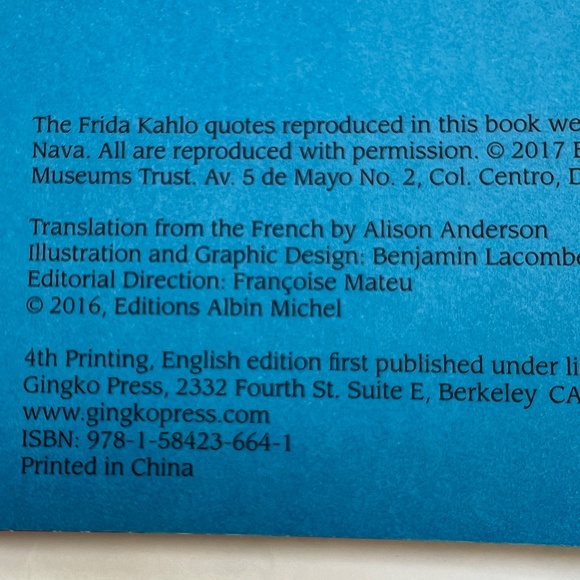 The Frida Kahlo quotes reproduced in this book we
Nava. All are reproduced with permission. © 2017 B
Museums Trust. Av. 5 de Mayo No. 2, Col. Centro, D
Translation from the French by Alison Anderson
Illustration and Graphic Design: Benjamin Lacombe
Editorial Direction: Françoise Mateu
© 2016, Editions Albin Michel
4th Printing, English edition first published under li
Gingko Press, 2332 Fourth St. Suite E, Berkeley CA
www.gingkopress.com
ISBN: 978-1-58423-664-1
Printed in China